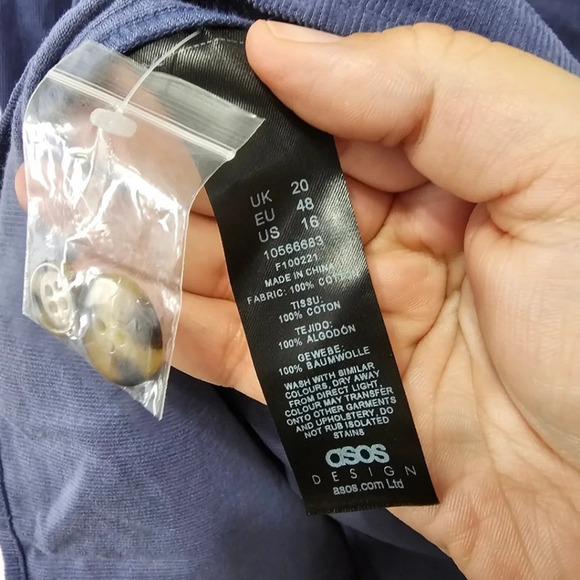 UK 20
EU 48
US 16
10566683
F100221
MADE IN CHINA
FABRIC: 100% COTTON
TISSU:
100% COTON
TEJIDO:
100% ALGODÓN
GEWEBE:
100% BAUMWOLLE
WASH WITH SIMILAR
COLOURS, DRY AWAY
FROM DIRECT LIGHT.
COLOUR MAY TRANSFER
ONTO OTHER GARMENTS
AND UPHOLSTERY, DO
NOT RUB ISOLATED
STAINS
asos
DESIGN
asos.com Ltd